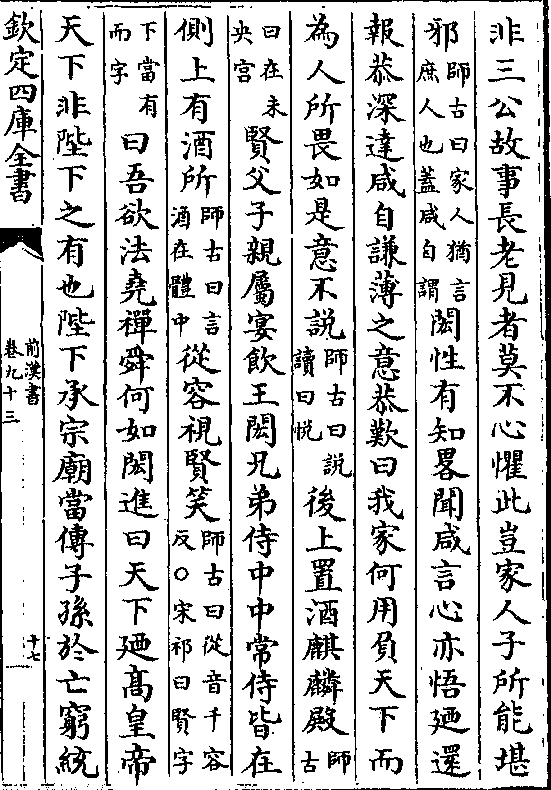 非三公故事長老見者莫不心懼此豈家人子所能堪
邪師古曰家人猶言庶人也蓋咸自謂閎性有知畧聞咸言心亦悟廼還
報恭深達咸自謙薄之意恭歎曰我家何用負天下而
為人所畏如是意不說師古曰説讀曰悅後上置酒麒麟殿師古
曰在未央宫賢父子親屬宴飲王閎兄弟侍中中常侍皆在
側上有酒所師古曰言酒在體中從容視賢笑師古曰從音千容反○宋祁曰賢字
下當有而字曰吾欲法堯禪舜何如閎進曰天下廼髙皇帝
天下非陛下之有也陛下承宗廟當傳子孫於亡窮統
欽定四庫全書
前漢書
卷九十三
十七